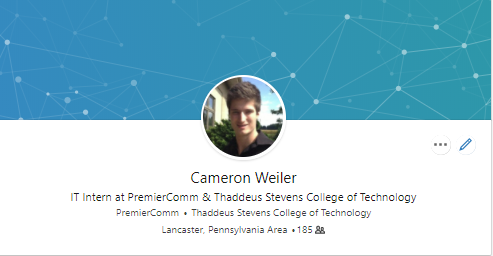 Cameron Weiler
IT Intern at PremierComm & Thaddeus Stevens College of Technology
PremierComm • Thaddeus Stevens College of Technology
Lancaster, Pennsylvania Area • 185